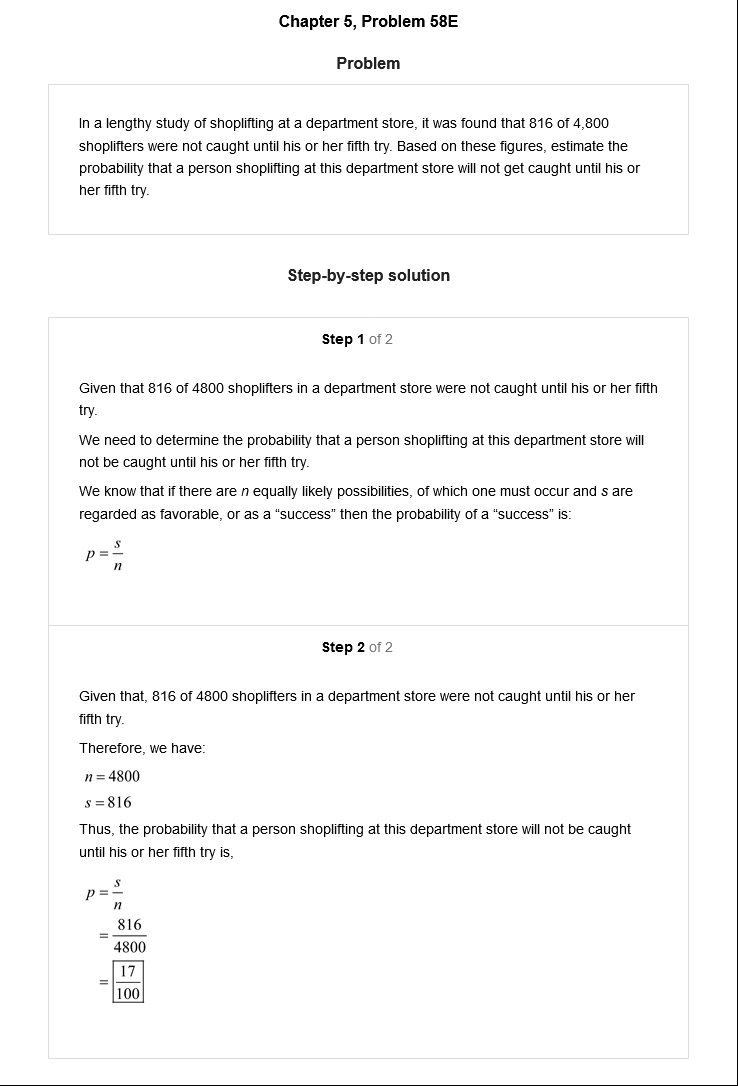 Chapter 5, Problem 58E
Problem
In a lengthy study of shoplifting at a department store, it was found that 816 of 4,800
shoplifters were not caught until his or her fifth try. Based on these figures, estimate the
probability that a person shoplifting at this department store will not get caught until his or
her fifth try.
Step-by-step solution
Step 1 of 2
Given that 816 of 4800 shoplifters in a department store were not caught until his or her fifth
try.
We need to determine the probability that a person shoplifting at this department store will
not be caught until his or her fifth try.
We know that if there are n equally likely possibilities, of which one must occur and s are
regarded as favorable, or as a “success” then the probability of a “success” is:
p = s/n
Step 2 of 2
Given that, 816 of 4800 shoplifters in a department store were not caught until his or her
fifth try.
Therefore, we have:
n = 4800
s = 816
Thus, the probability that a person shoplifting at this department store will not be caught
until his or her fifth try is,
p = s/n
= 816/4800
= 17/100